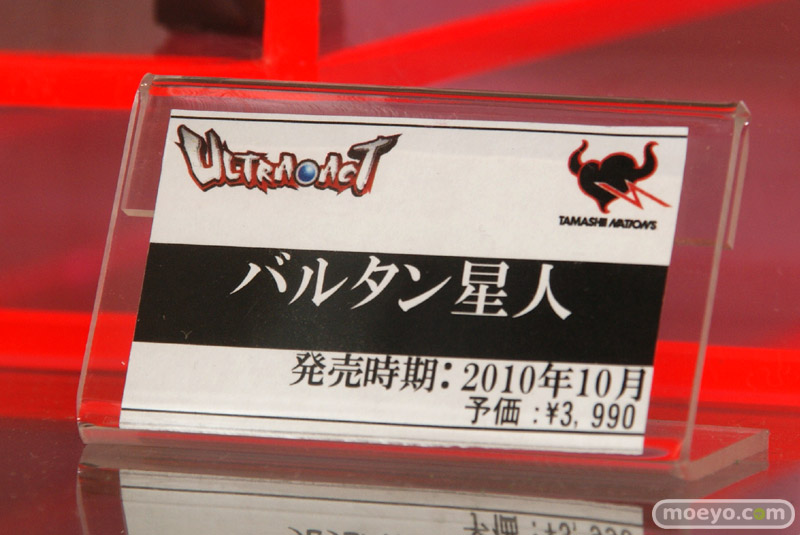 ULTRA ACT
TAMASHII NATIONS
バルタン星人
発売時期：2010年10月
予価：¥3,990
moeyo.com